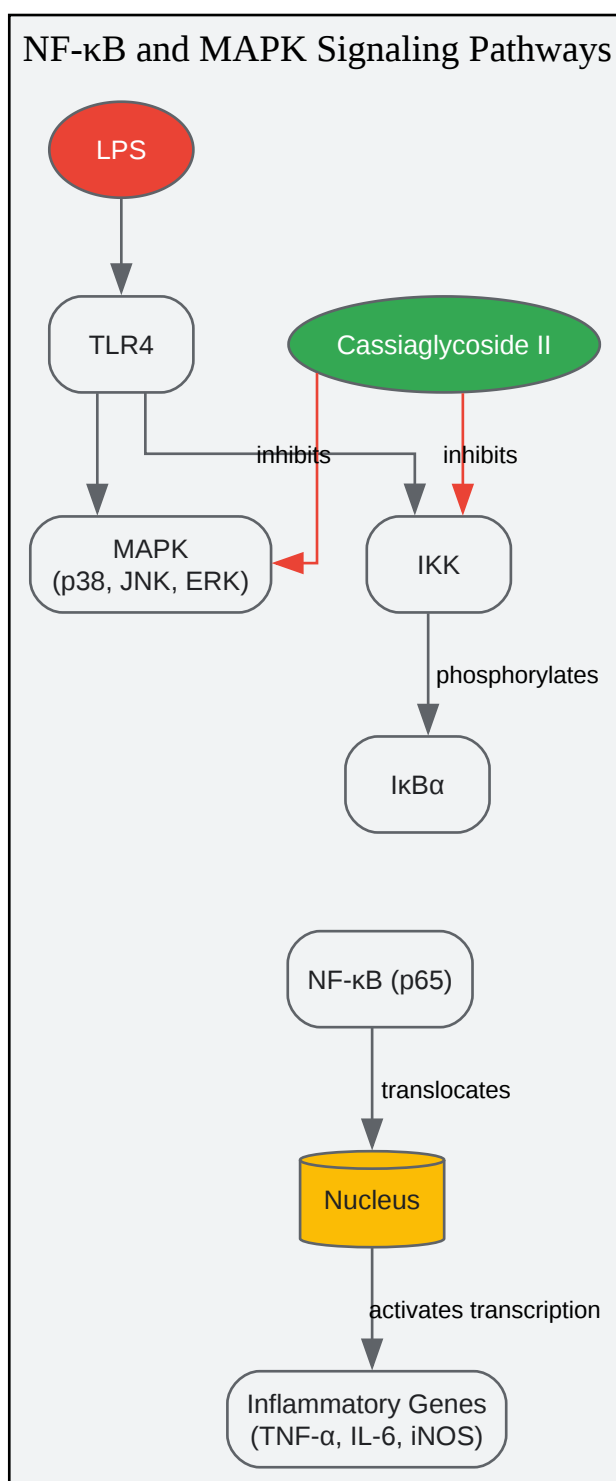 NF-κB and MAPK Signaling Pathways
LPS
TLR4
Cassiaglycoside II
inhibits
inhibits
MAPK
(p38, JNK, ERK)
IKK
phosphorylates
IκBα
NF-κB (p65)
translocates
Nucleus
activates transcription
Inflammatory Genes
(TNF-α, IL-6, iNOS)